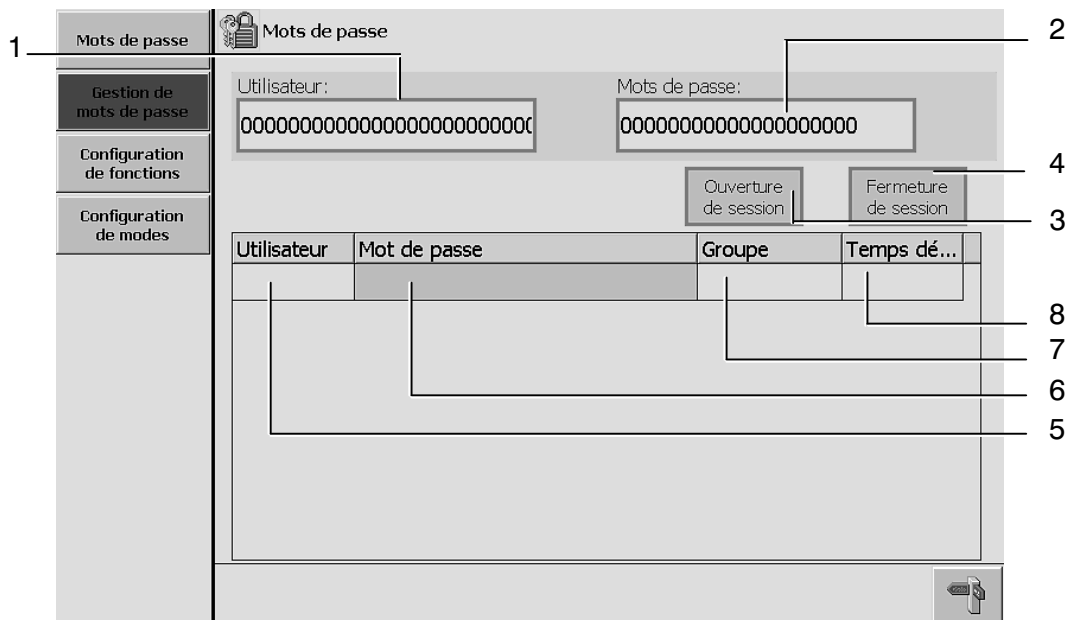 Mots de passe
Gestion de
mots de passe
Configuration
de fonctions
Configuration
de modes
Mots de passe
Utilisateur:
Mots de passe:
000000000000000000000000(
00000000000000000000
Ouverture
de session
Fermeture
de session
Utilisateur Mot de passe Groupe Temps dé...
1
2
4
3
8
7
6
5